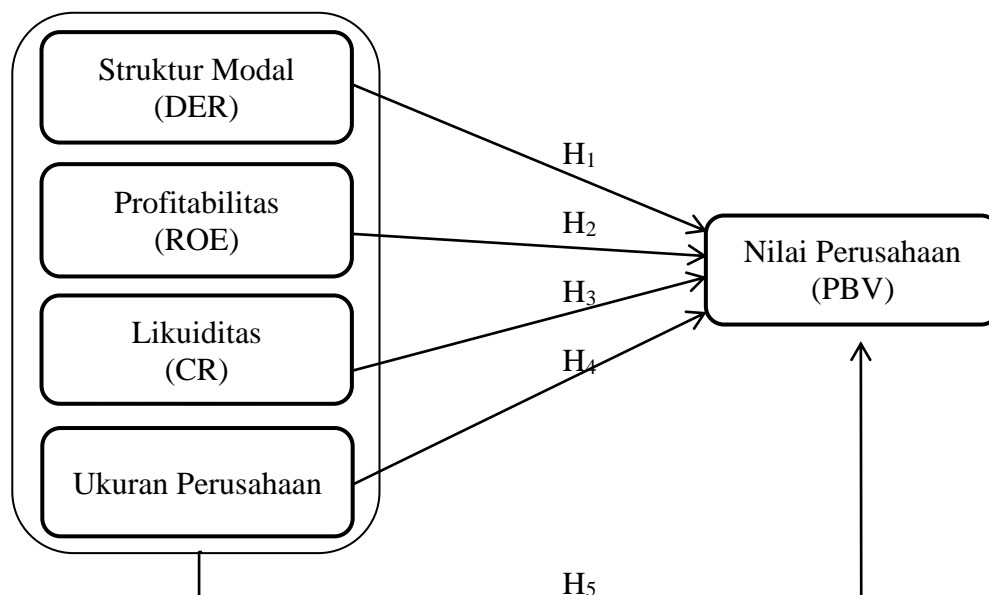 Struktur Modal
(DER)
H₁
Profitabilitas
(ROE)
H₂
Nilai Perusahaan
(PBV)
Likuiditas
(CR)
H₃
H₄
Ukuran Perusahaan
H₅